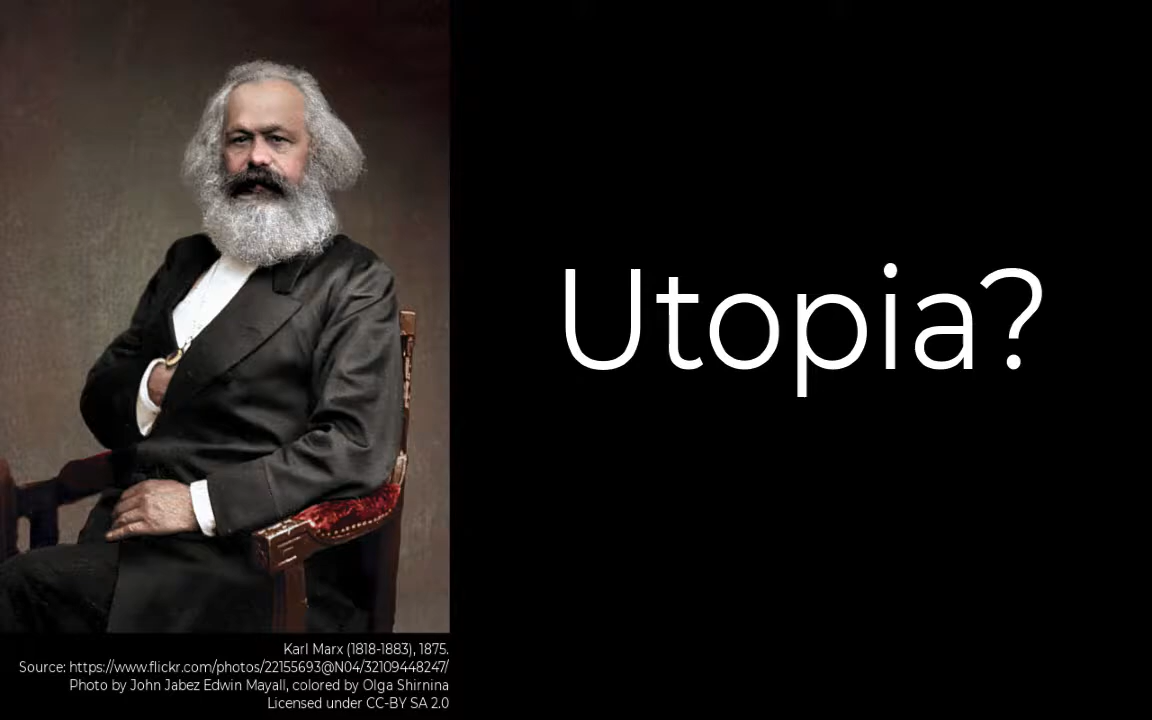 Utopia?
Karl Marx (1818-1883), 1875.
Source: https://www.flickr.com/photos/22155693@N04/32109448247/
Photo by John Jabez Edwin Mayall, colored by Olga Shirnina
Licensed under CC-BY SA 2.0